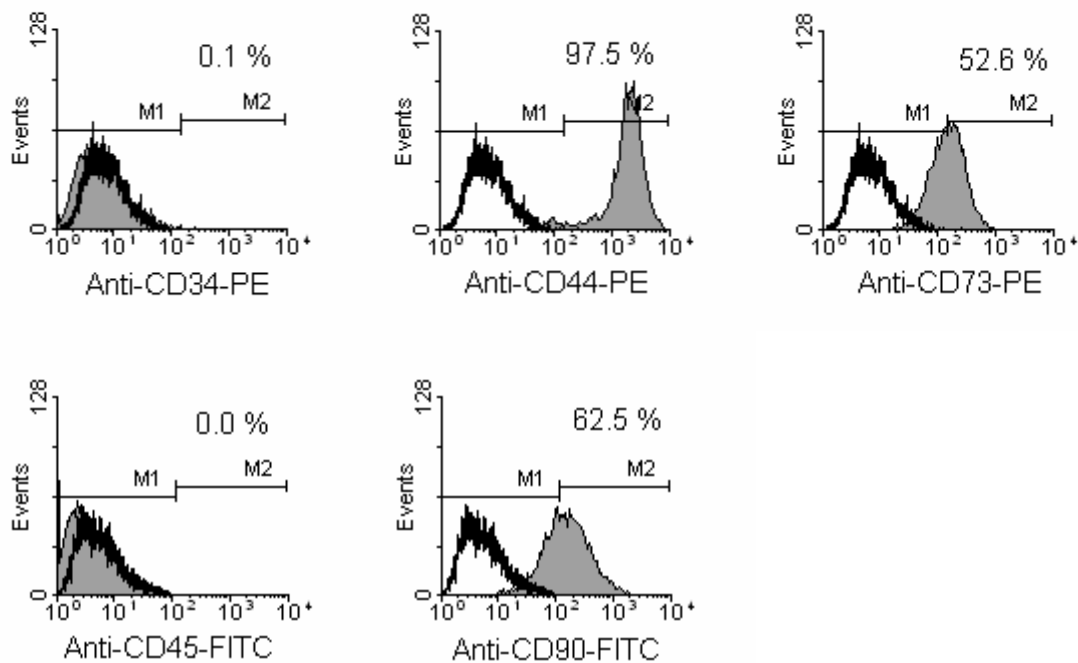 128
0.1 %
M1
M2
Events
0
10⁰ 10¹ 10² 10³ 10⁴
Anti-CD34-PE
128
97.5 %
M1
M2
Events
0
10⁰ 10¹ 10² 10³ 10⁴
Anti-CD44-PE
128
52.6 %
M1
M2
Events
0
10⁰ 10¹ 10² 10³ 10⁴
Anti-CD73-PE
128
0.0 %
M1
M2
Events
0
10⁰ 10¹ 10² 10³ 10⁴
Anti-CD45-FITC
128
62.5 %
M1
M2
Events
0
10⁰ 10¹ 10² 10³ 10⁴
Anti-CD90-FITC